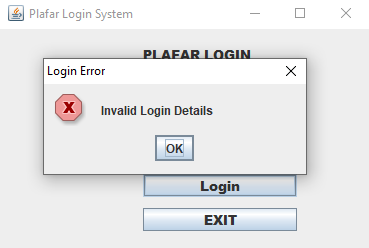 Plafar Login System
PLAFAR LOGIN
Login Error
Invalid Login Details
OK
Login
EXIT